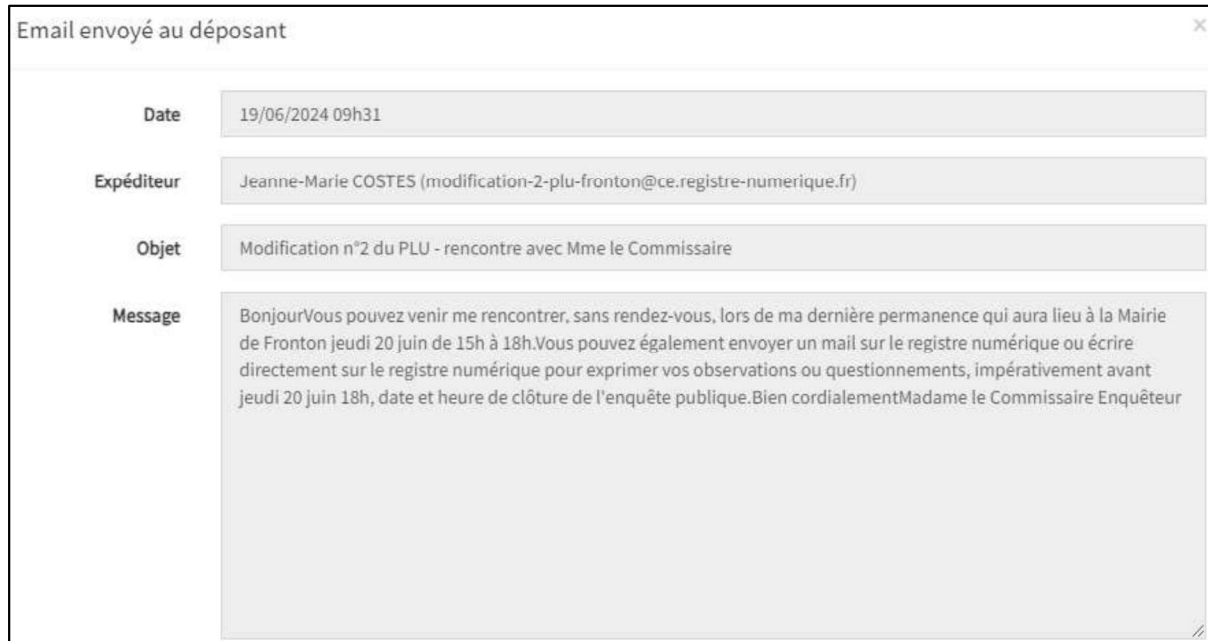 Email envoyé au déposant
×
Date
19/06/2024 09h31
Expéditeur
Jeanne-Marie COSTES (modification-2-plu-fronton@ce.registre-numerique.fr)
Objet
Modification n°2 du PLU - rencontre avec Mme le Commissaire
Message
BonjourVous pouvez venir me rencontrer, sans rendez-vous, lors de ma dernière permanence qui aura lieu à la Mairie
de Fronton jeudi 20 juin de 15h à 18h.Vous pouvez également envoyer un mail sur le registre numérique ou écrire
directement sur le registre numérique pour exprimer vos observations ou questionnements, impérativement avant
jeudi 20 juin 18h, date et heure de clôture de l'enquête publique.Bien cordialementMadame le Commissaire Enquêteur